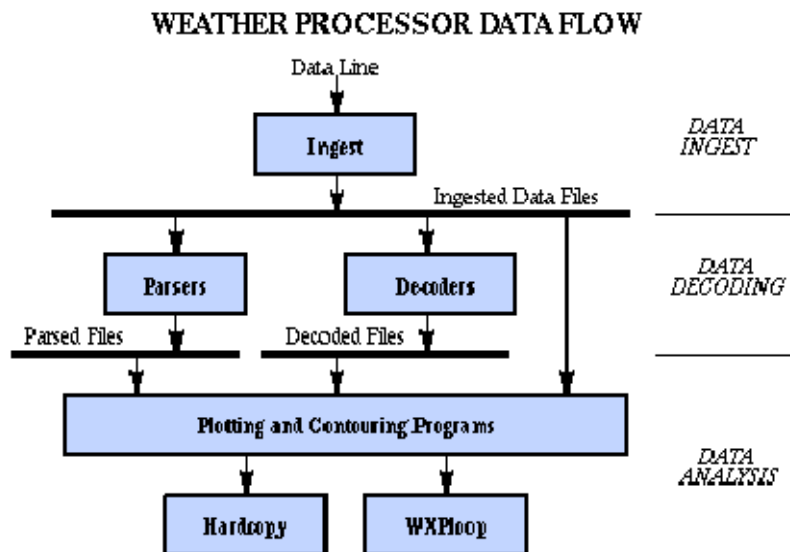 WEATHER PROCESSOR DATA FLOW
Data Line
Ingest
DATA
INGEST
Ingested Data Files
Parsers
Decoders
DATA
DECODING
Parsed Files
Decoded Files
Plotting and Contouring Programs
DATA
ANALYSIS
Hardcopy
WXPloop